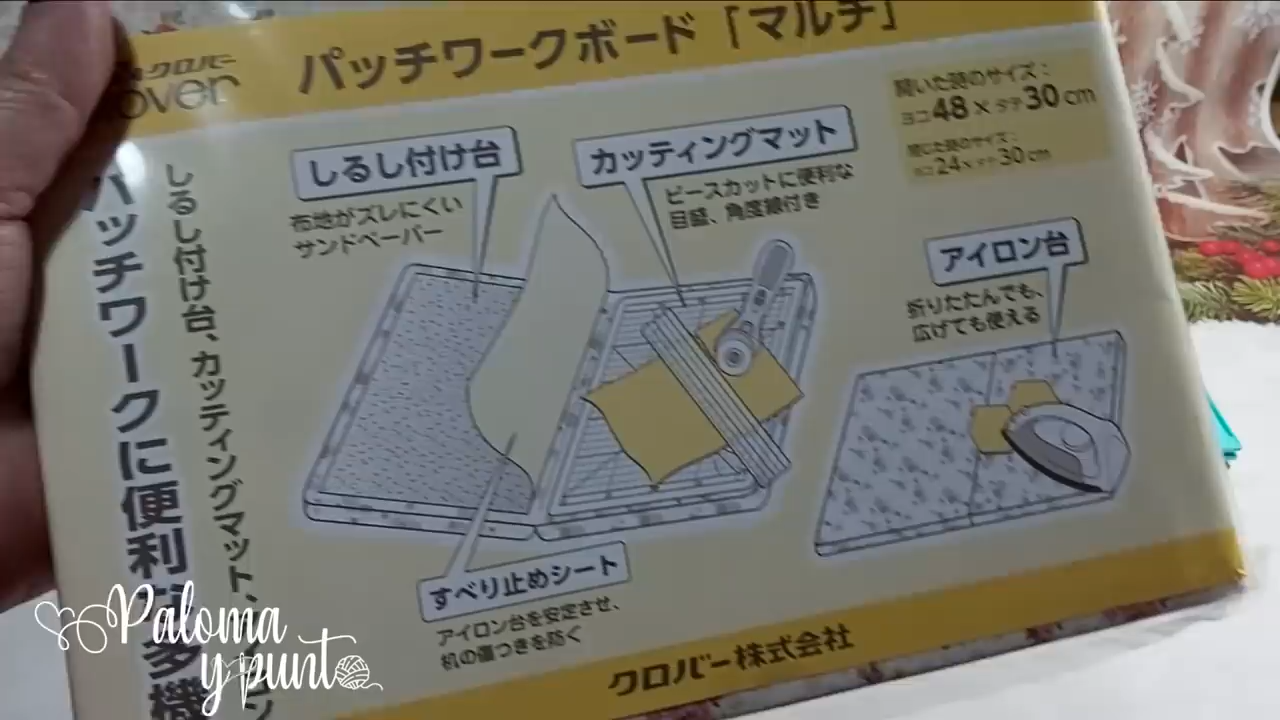 クロバー
over
パッチワークボード「マルチ」
開いた時のサイズ：
ヨコ48×タテ30cm
閉じた時のサイズ：
ヨコ24×タテ30cm
しるし付け台
布地がズレにくい
サンドペーパー
カッティングマット
ピースカットに便利な
目盛、角度線付き
アイロン台
折りたたんでも、
広げても使える
すべり止めシート
アイロン台を安定させ、
机の傷つきを防ぐ
しるし付け台、カッティングマット、
パッチワークに便利な多機
クロバー株式会社
Paloma
y punto